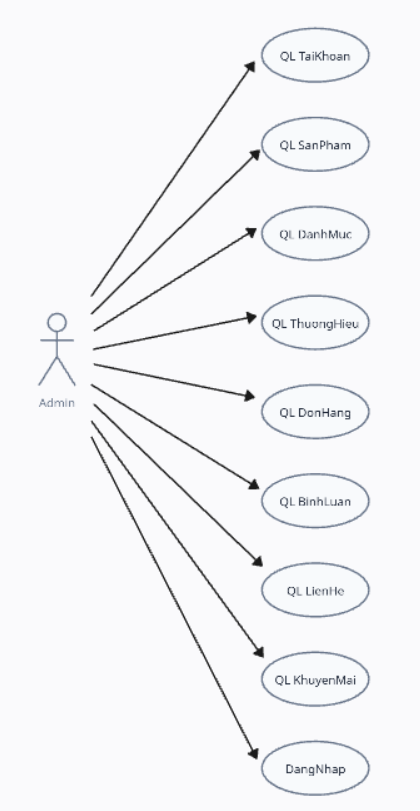 QL TaiKhoan
QL SanPham
QL DanhMuc
QL ThuongHieu
Admin
QL DonHang
QL BinhLuan
QL LienHe
QL KhuyenMai
DangNhap